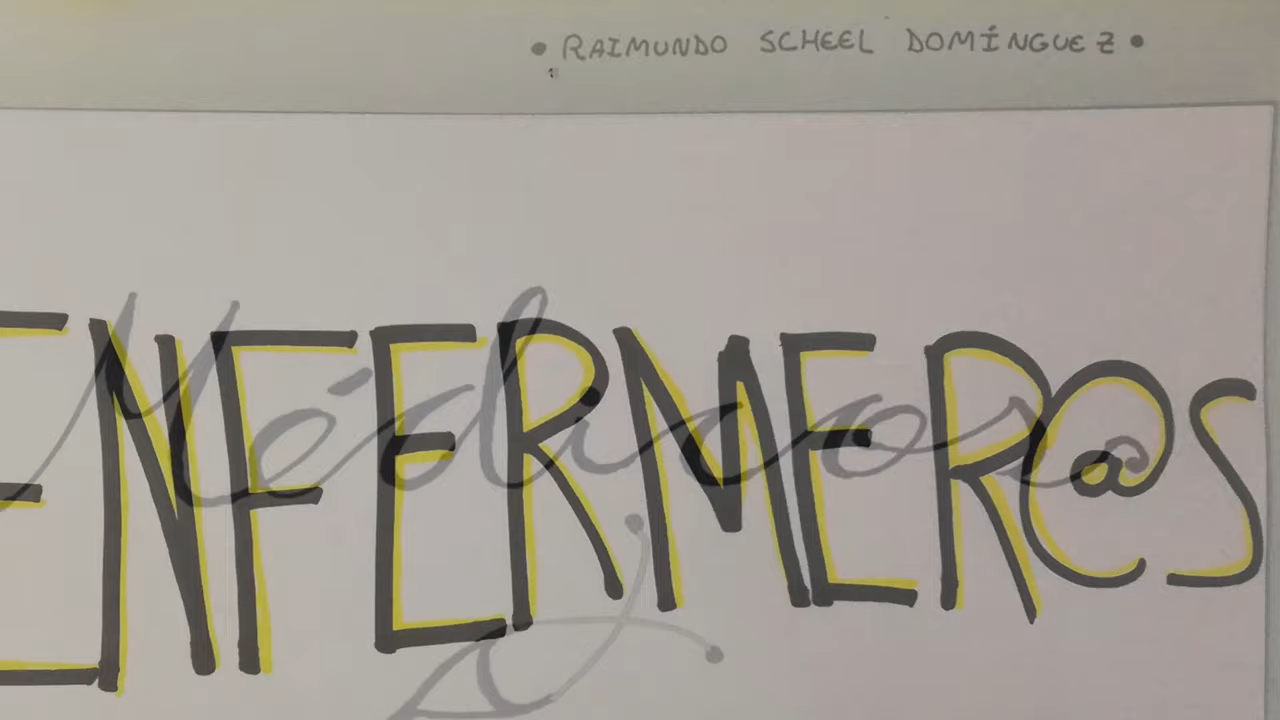 • RAIMUNDO SCHEEL DOMÍNGUEZ •
Médicos
ENFERMER@S